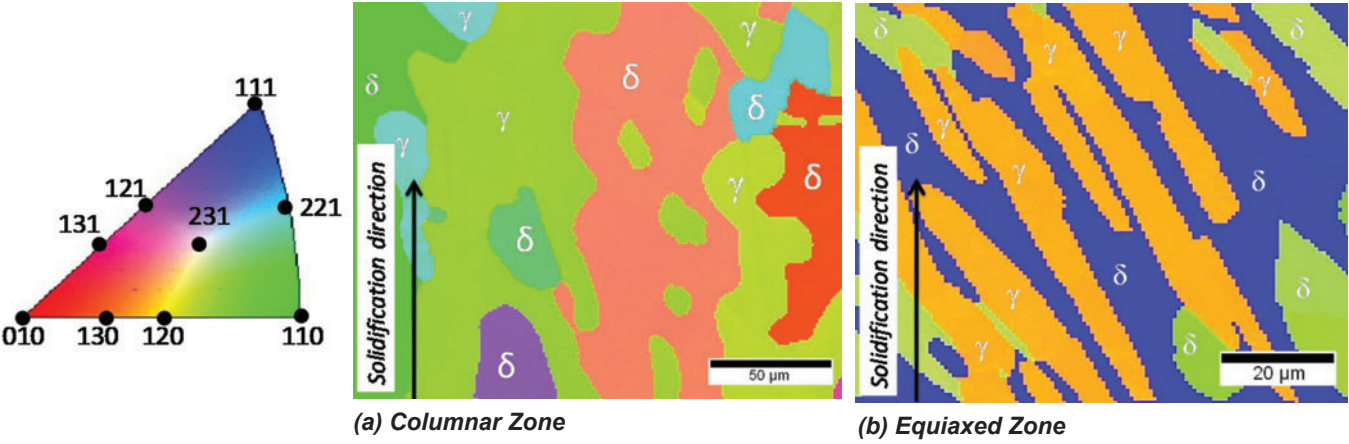 111
121
221
131
231
010
130
120
110
γ
δ
γ
δ
γ
γ
δ
γ
δ
δ
δ
Solidification direction
50 µm
(a) Columnar Zone
δ
γ
γ
δ
γ
γ
δ
γ
δ
δ
δ
γ
δ
γ
Solidification direction
20 µm
(b) Equiaxed Zone